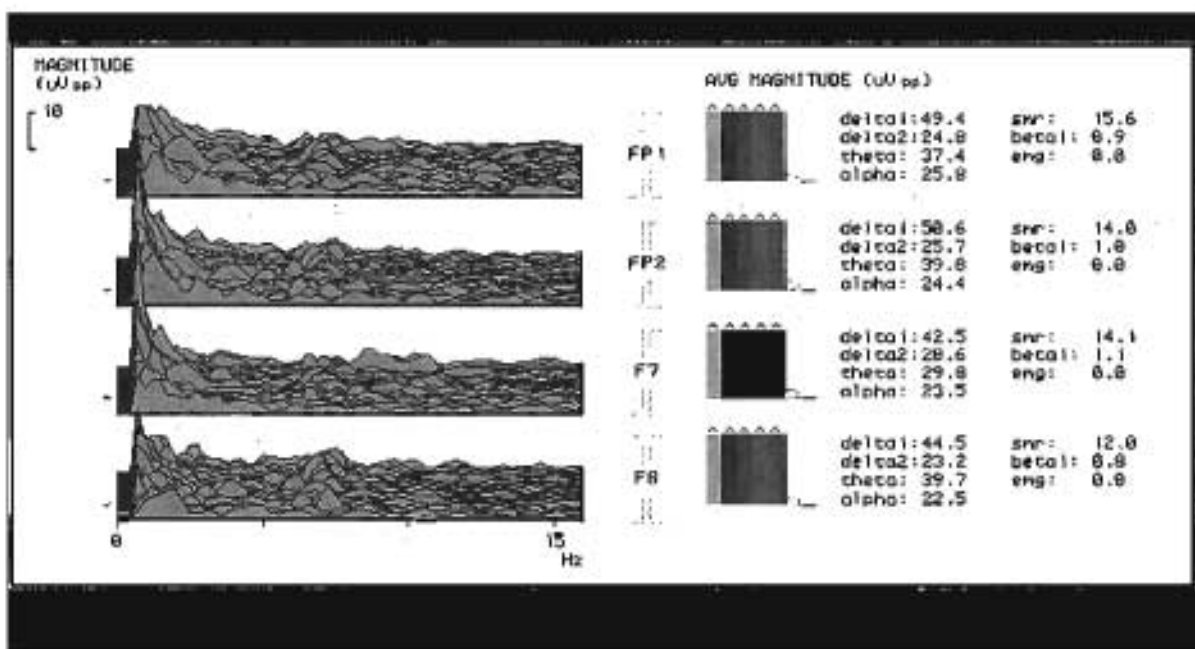 MAGNITUDE
(uV pp)
10
AVG MAGNITUDE (uV pp)
FP1
delta1:49.4 smr: 15.6
delta2:24.8 beta1: 0.9
theta: 37.4 emg: 0.0
alpha: 25.8
FP2
delta1:50.6 smr: 14.0
delta2:25.7 beta1: 1.0
theta: 39.8 emg: 0.0
alpha: 24.4
F7
delta1:42.5 smr: 14.1
delta2:28.6 beta1: 1.1
theta: 29.8 emg: 0.0
alpha: 23.5
F8
delta1:44.5 smr: 12.0
delta2:23.2 beta1: 0.8
theta: 39.7 emg: 0.0
alpha: 22.5
0 15
Hz